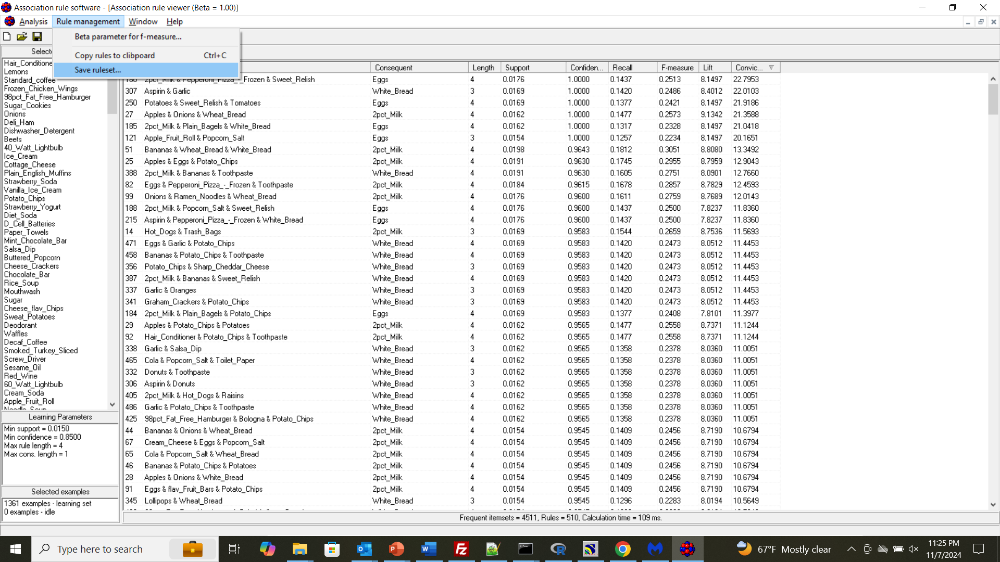 Association rule software - [Association rule viewer (Beta = 1.00)]
Analysis Rule management Window Help
Beta parameter for f-measure...
Copy rules to clibpoard Ctrl+C
Save ruleset...
Hair_Conditione
Lemons
Standard_coffee
Frozen_Chicken_Wings
98pct_Fat_Free_Hamburger
Sugar_Cookies
Onions
Deli_Ham
Dishwasher_Detergent
Beets
40_Watt_Lightbulb
Ice_Cream
Cottage_Cheese
Plain_English_Muffins
Strawberry_Soda
Vanilla_Ice_Cream
Potato_Chips
Strawberry_Yogurt
Diet_Soda
D_Cell_Batteries
Paper_Towels
Mint_Chocolate_Bar
Salsa_Dip
Buttered_Popcorn
Cheese_Crackers
Chocolate_Bar
Rice_Soup
Mouthwash
Sugar
Cheese_flav_Chips
Sweat_Potatoes
Deodorant
Waffles
Decaf_Coffee
Smoked_Turkey_Sliced
Screw_Driver
Sesame_Oil
Red_Wine
60_Watt_Lightbulb
Cream_Soda
Apple_Fruit_Roll
Learning Parameters
Min support = 0.0150
Min confidence = 0.8500
Max rule length = 4
Max cons. length = 1
Selected examples
1361 examples - learning set
0 examples - idle
Consequent Length Support Confiden... Recall F-measure Lift Convic...
180 2pct_Milk & Pepperoni_Pizza_-_Frozen & Sweet_Relish Eggs 4 0.0176 1.0000 0.1437 0.2513 8.1497 22.7953
307 Aspirin & Garlic White_Bread 3 0.0169 1.0000 0.1420 0.2486 8.4012 22.0103
250 Potatoes & Sweet_Relish & Tomatoes Eggs 4 0.0169 1.0000 0.1377 0.2421 8.1497 21.9186
27 Apples & Onions & Wheat_Bread 2pct_Milk 4 0.0162 1.0000 0.1477 0.2573 9.1342 21.3588
185 2pct_Milk & Plain_Bagels & White_Bread Eggs 4 0.0162 1.0000 0.1317 0.2328 8.1497 21.0418
121 Apple_Fruit_Roll & Popcorn_Salt Eggs 3 0.0154 1.0000 0.1257 0.2234 8.1497 20.1651
51 Bananas & Wheat_Bread & White_Bread 2pct_Milk 4 0.0198 0.9643 0.1812 0.3051 8.8080 13.3492
25 Apples & Eggs & Potato_Chips 2pct_Milk 4 0.0191 0.9630 0.1745 0.2955 8.7959 12.9043
388 2pct_Milk & Bananas & Toothpaste White_Bread 4 0.0191 0.9630 0.1605 0.2751 8.0901 12.7660
82 Eggs & Pepperoni_Pizza_-_Frozen & Toothpaste 2pct_Milk 4 0.0184 0.9615 0.1678 0.2857 8.7829 12.4593
99 Onions & Ramen_Noodles & Wheat_Bread 2pct_Milk 4 0.0176 0.9600 0.1611 0.2759 8.7689 12.0143
188 2pct_Milk & Popcorn_Salt & Sweet_Relish Eggs 4 0.0176 0.9600 0.1437 0.2500 7.8237 11.8360
215 Aspirin & Pepperoni_Pizza_-_Frozen & White_Bread Eggs 4 0.0176 0.9600 0.1437 0.2500 7.8237 11.8360
14 Hot_Dogs & Trash_Bags 2pct_Milk 3 0.0169 0.9583 0.1544 0.2659 8.7536 11.5693
471 Eggs & Garlic & Potato_Chips White_Bread 4 0.0169 0.9583 0.1420 0.2473 8.0512 11.4453
458 Bananas & Potato_Chips & Toothpaste White_Bread 4 0.0169 0.9583 0.1420 0.2473 8.0512 11.4453
356 Potato_Chips & Sharp_Cheddar_Cheese White_Bread 3 0.0169 0.9583 0.1420 0.2473 8.0512 11.4453
387 2pct_Milk & Bananas & Sweet_Relish White_Bread 4 0.0169 0.9583 0.1420 0.2473 8.0512 11.4453
337 Garlic & Oranges White_Bread 3 0.0169 0.9583 0.1420 0.2473 8.0512 11.4453
341 Graham_Crackers & Potato_Chips White_Bread 3 0.0169 0.9583 0.1420 0.2473 8.0512 11.4453
184 2pct_Milk & Plain_Bagels & Potato_Chips Eggs 4 0.0169 0.9583 0.1377 0.2408 7.8101 11.3977
29 Apples & Potato_Chips & Potatoes 2pct_Milk 4 0.0162 0.9565 0.1477 0.2558 8.7371 11.1244
92 Hair_Conditioner & Potato_Chips & Toothpaste 2pct_Milk 4 0.0162 0.9565 0.1477 0.2558 8.7371 11.1244
338 Garlic & Salsa_Dip White_Bread 3 0.0162 0.9565 0.1358 0.2378 8.0360 11.0051
465 Cola & Popcorn_Salt & Toilet_Paper White_Bread 4 0.0162 0.9565 0.1358 0.2378 8.0360 11.0051
332 Donuts & Toothpaste White_Bread 3 0.0162 0.9565 0.1358 0.2378 8.0360 11.0051
306 Aspirin & Donuts White_Bread 3 0.0162 0.9565 0.1358 0.2378 8.0360 11.0051
405 2pct_Milk & Hot_Dogs & Raisins White_Bread 4 0.0162 0.9565 0.1358 0.2378 8.0360 11.0051
486 Garlic & Potato_Chips & Toothpaste White_Bread 4 0.0162 0.9565 0.1358 0.2378 8.0360 11.0051
425 98pct_Fat_Free_Hamburger & Bologna & Potato_Chips White_Bread 4 0.0162 0.9565 0.1358 0.2378 8.0360 11.0051
44 Bananas & Onions & Wheat_Bread 2pct_Milk 4 0.0154 0.9545 0.1409 0.2456 8.7190 10.6794
67 Cream_Cheese & Eggs & Popcorn_Salt 2pct_Milk 4 0.0154 0.9545 0.1409 0.2456 8.7190 10.6794
65 Cola & Popcorn_Salt & Wheat_Bread 2pct_Milk 4 0.0154 0.9545 0.1409 0.2456 8.7190 10.6794
46 Bananas & Potato_Chips & Potatoes 2pct_Milk 4 0.0154 0.9545 0.1409 0.2456 8.7190 10.6794
28 Apples & Onions & White_Bread 2pct_Milk 4 0.0154 0.9545 0.1409 0.2456 8.7190 10.6794
91 Eggs & flav_Fruit_Bars & Potato_Chips 2pct_Milk 4 0.0154 0.9545 0.1409 0.2456 8.7190 10.6794
345 Lollipops & Wheat_Bread White_Bread 3 0.0154 0.9545 0.1296 0.2283 8.0194 10.5649
Frequent itemsets = 4511, Rules = 510, Calculation time = 109 ms.
Type here to search
67°F Mostly clear
11:25 PM
11/7/2024